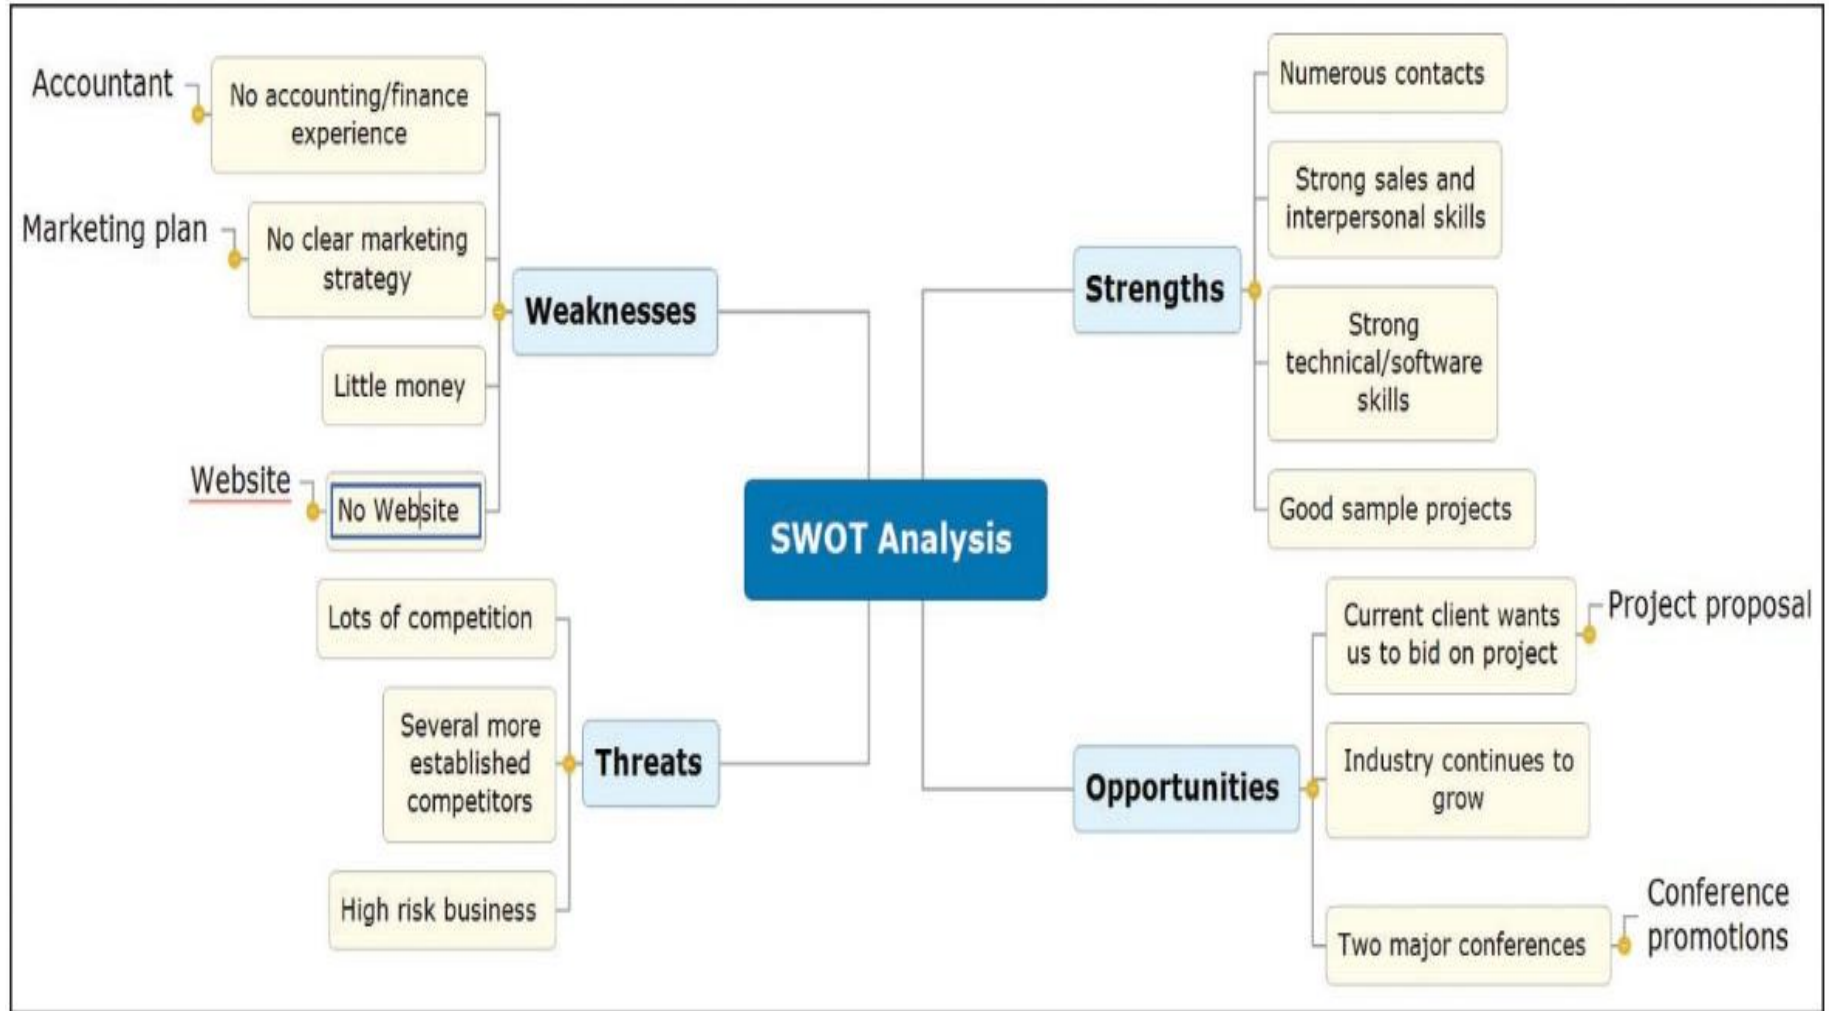 Accountant
No accounting/finance
experience
Marketing plan
No clear marketing
strategy
Weaknesses
Little money
Website
No Website
Lots of competition
Several more
established
competitors
Threats
High risk business
SWOT Analysis
Numerous contacts
Strong sales and
interpersonal skills
Strengths
Strong
technical/software
skills
Good sample projects
Current client wants
us to bid on project
Project proposal
Industry continues to
grow
Opportunities
Two major conferences
Conference
promotions